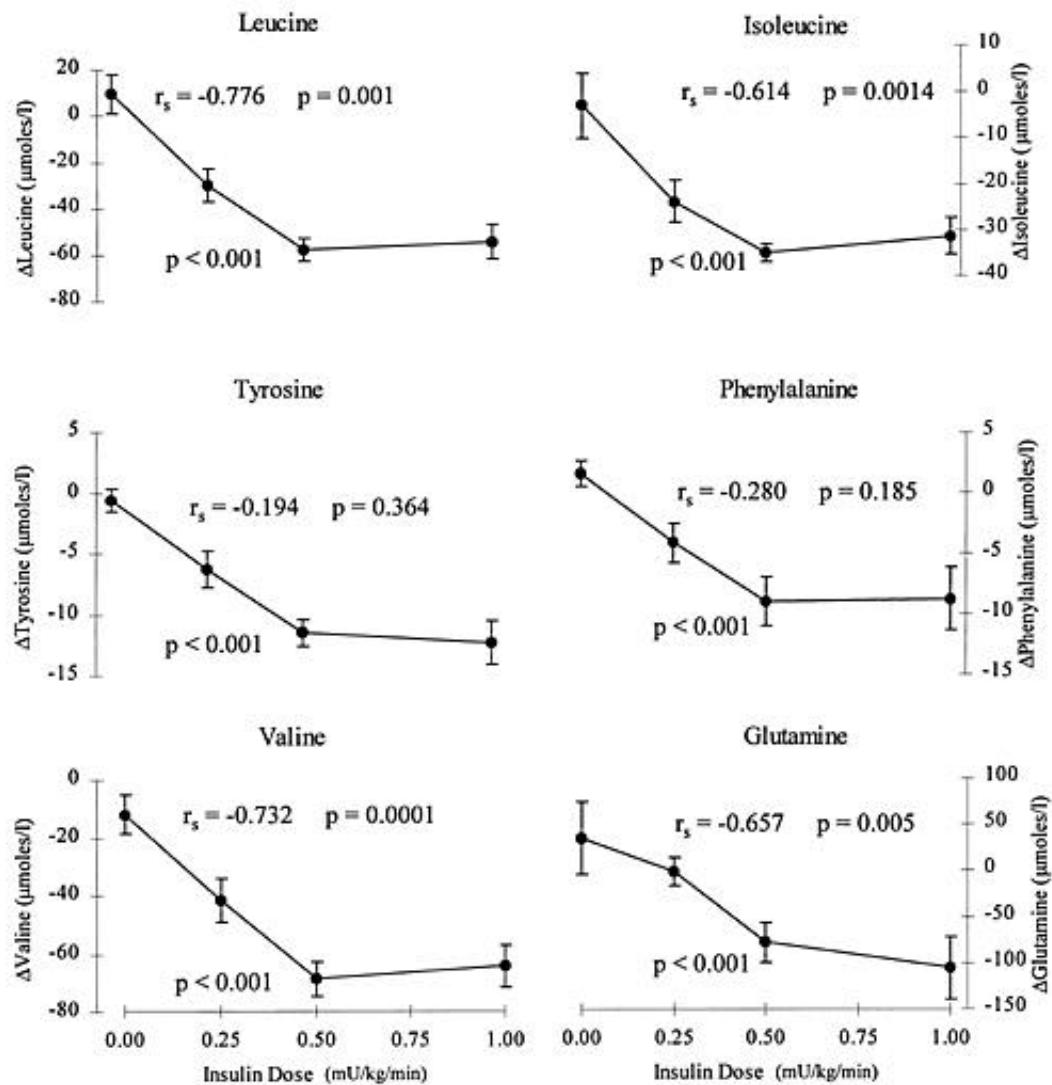 Leucine
20
0
-20
-40
-60
-80
ΔLeucine (μmoles/l)
rs = -0.776 p = 0.001
p < 0.001
Isoleucine
10
0
-10
-20
-30
-40
ΔIsoleucine (μmoles/l)
rs = -0.614 p = 0.0014
p < 0.001
Tyrosine
5
0
-5
-10
-15
ΔTyrosine (μmoles/l)
rs = -0.194 p = 0.364
p < 0.001
Phenylalanine
5
0
-5
-10
-15
ΔPhenylalanine (μmoles/l)
rs = -0.280 p = 0.185
p < 0.001
Valine
0
-20
-40
-60
-80
ΔValine (μmoles/l)
rs = -0.732 p = 0.0001
p < 0.001
0.00 0.25 0.50 0.75 1.00
Insulin Dose (mU/kg/min)
Glutamine
100
50
0
-50
-100
-150
ΔGlutamine (μmoles/l)
rs = -0.657 p = 0.005
p < 0.001
0.00 0.25 0.50 0.75 1.00
Insulin Dose (mU/kg/min)